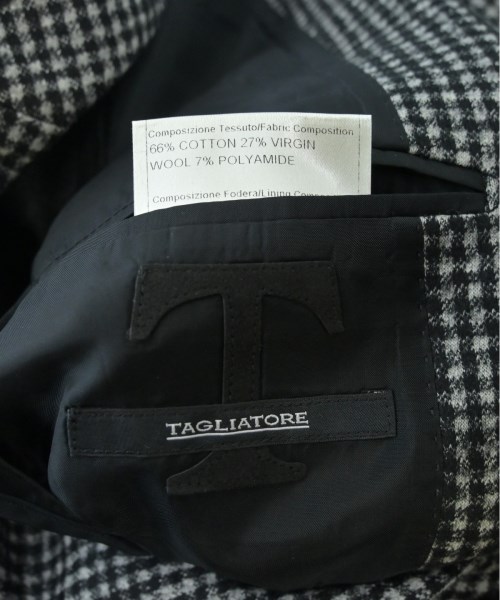 Composizione Tessuto/Fabric Composition
66% COTTON 27% VIRGIN
WOOL 7% POLYAMIDE
Composizione Fodera/Lining
T
TAGLIATORE